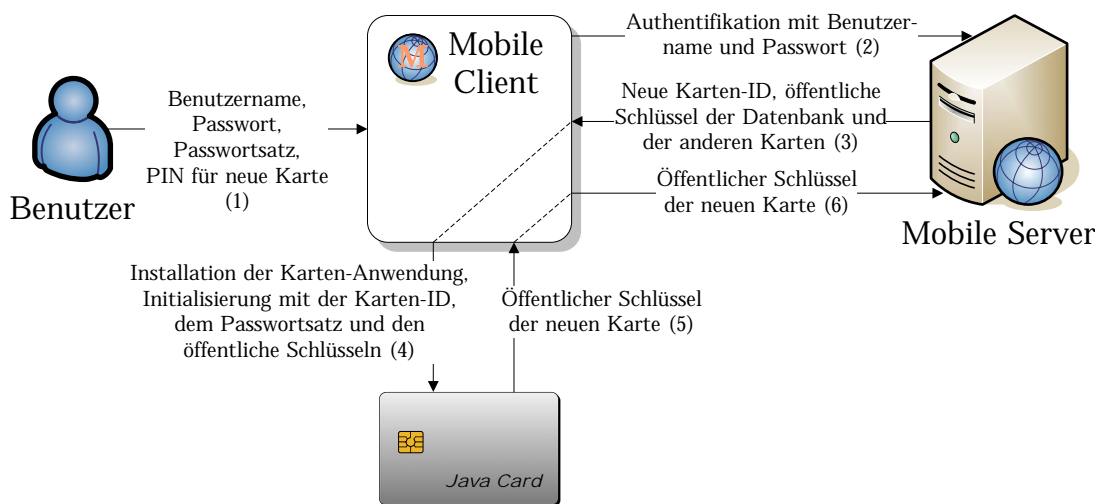 Benutzername,
Passwort,
Passwortsatz,
PIN für neue Karte
(1)
Benutzer
M
Mobile
Client
Authentifikation mit Benutzer-
name und Passwort (2)
Neue Karten-ID, öffentliche
Schlüssel der Datenbank und
der anderen Karten (3)
Öffentlicher Schlüssel
der neuen Karte (6)
Mobile Server
Installation der Karten-Anwendung,
Initialisierung mit der Karten-ID,
dem Passwortsatz und den
öffentliche Schlüsseln (4)
Öffentlicher Schlüssel
der neuen Karte (5)
Java Card